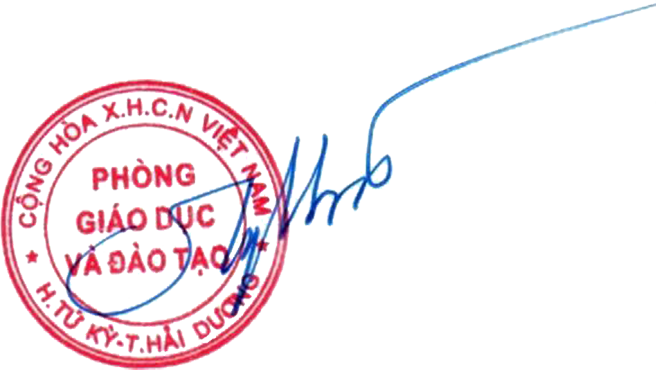 CỘNG HÒA X.H.C.N VIỆT NAM
PHÒNG
GIÁO DỤC
VÀ ĐÀO TẠO
H.TỨ KỲ-T.HẢI DƯƠNG